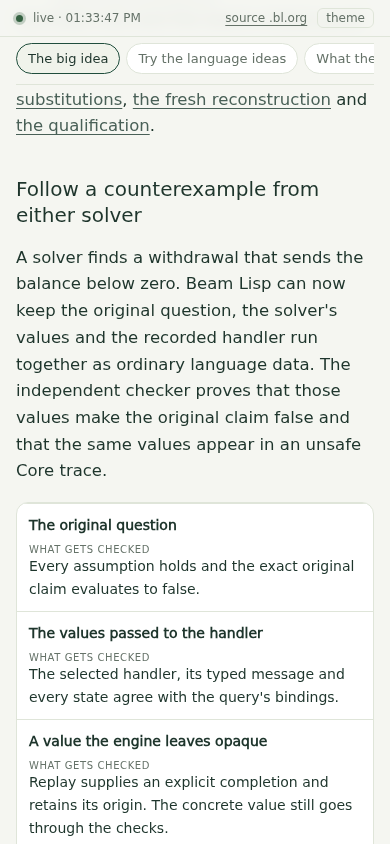 live · 01:33:47 PM
source .bl.org
theme
The big idea
Try the language ideas
What the
substitutions, the fresh reconstruction and
the qualification.
Follow a counterexample from
either solver
A solver finds a withdrawal that sends the
balance below zero. Beam Lisp can now
keep the original question, the solver's
values and the recorded handler run
together as ordinary language data. The
independent checker proves that those
values make the original claim false and
that the same values appear in an unsafe
Core trace.
The original question
WHAT GETS CHECKED
Every assumption holds and the exact original
claim evaluates to false.
The values passed to the handler
WHAT GETS CHECKED
The selected handler, its typed message and
every state agree with the query's bindings.
A value the engine leaves opaque
WHAT GETS CHECKED
Replay supplies an explicit completion and
retains its origin. The concrete value still goes
through the checks.